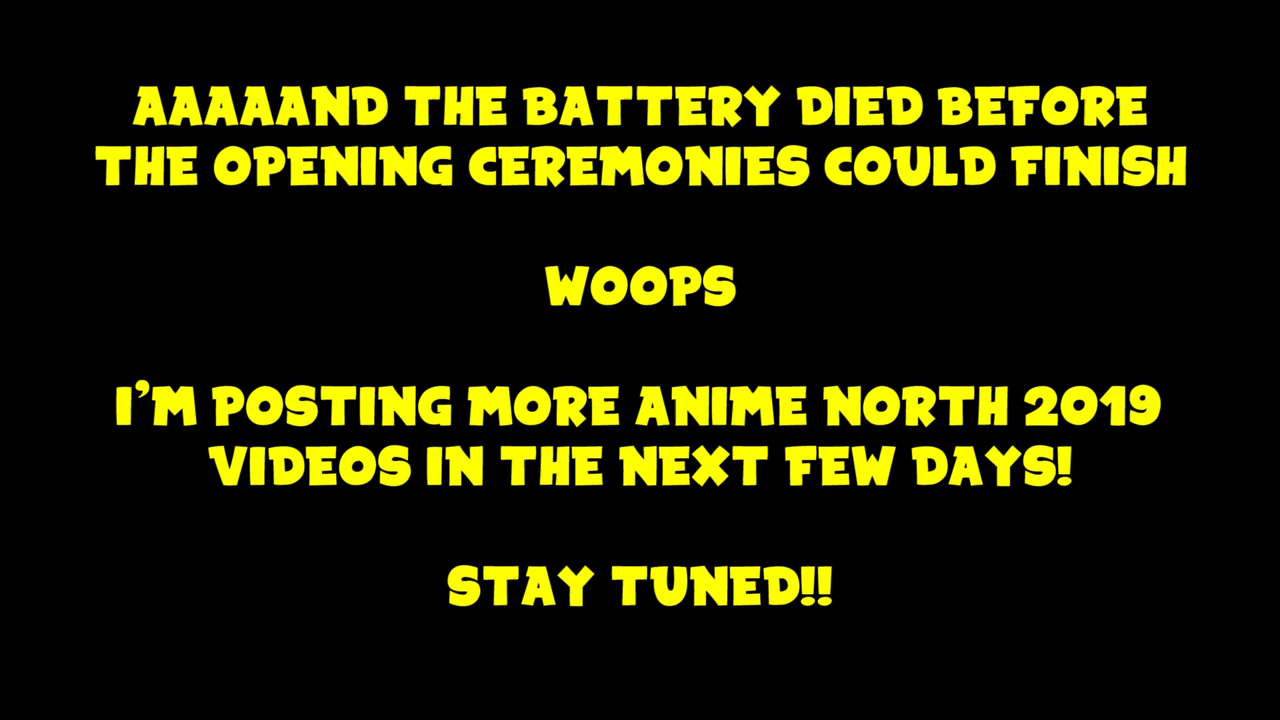 AAAAAND THE BATTERY DIED BEFORE
THE OPENING CEREMONIES COULD FINISH
WOOPS
I'M POSTING MORE ANIME NORTH 2019
VIDEOS IN THE NEXT FEW DAYS!
STAY TUNED!!